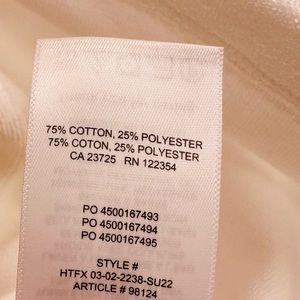 75% COTTON, 25% POLYESTER
75% COTON, 25% POLYESTER
CA 23725 RN 122354
PO 4500167493
PO 4500167494
PO 4500167495
STYLE #
HTFX 03-02-2238-SU22
ARTICLE # 98124